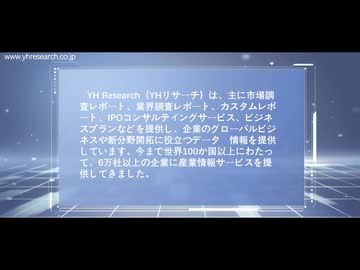 www.yhresearch.co.jp
YH Research（YHリサーチ）は、主に市場調
査レポート、業界調査レポート、カスタムレポ
ート、IPOコンサルティングサービス、ビジネ
スプランなどを提供し、企業のグローバルビジ
ネスや新分野開拓に役立つデータ　情報を提供
しています。今まで世界100か国以上にわたっ
て、6万社以上の企業に産業情報サービスを提
供してきました。